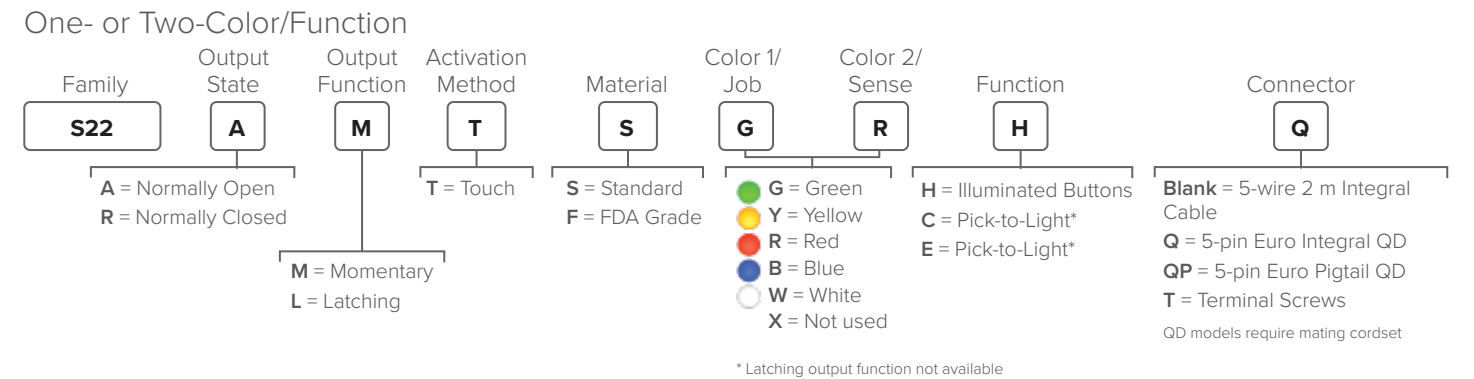 One- or Two-Color/Function
Family
Output State
Output Function
Activation Method
Material
Color 1/ Job
Color 2/ Sense
Function
Connector
S22
A
M
T
S
G
R
H
Q
A = Normally Open
R = Normally Closed
M = Momentary
L = Latching
T = Touch
S = Standard
F = FDA Grade
G = Green
Y = Yellow
R = Red
B = Blue
W = White
X = Not used
H = Illuminated Buttons
C = Pick-to-Light*
E = Pick-to-Light*
Blank = 5-wire 2 m Integral
Cable
Q = 5-pin Euro Integral QD
QP = 5-pin Euro Pigtail QD
T = Terminal Screws
QD models require mating cordset
* Latching output function not available